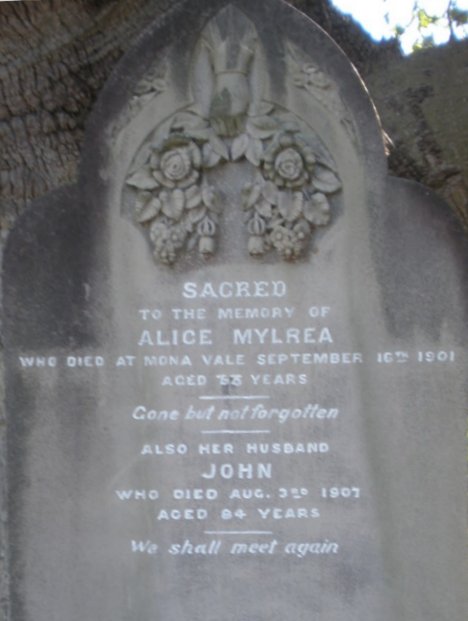 SACRED
TO THE MEMORY OF
ALICE MYLREA
WHO DIED AT MONA VALE SEPTEMBER 16TH 1901
AGED YEARS
Gone but not forgotten
ALSO HER HUSBAND
JOHN
WHO DIED AUG. 3RD 1907
AGED 84 YEARS
We shall meet again